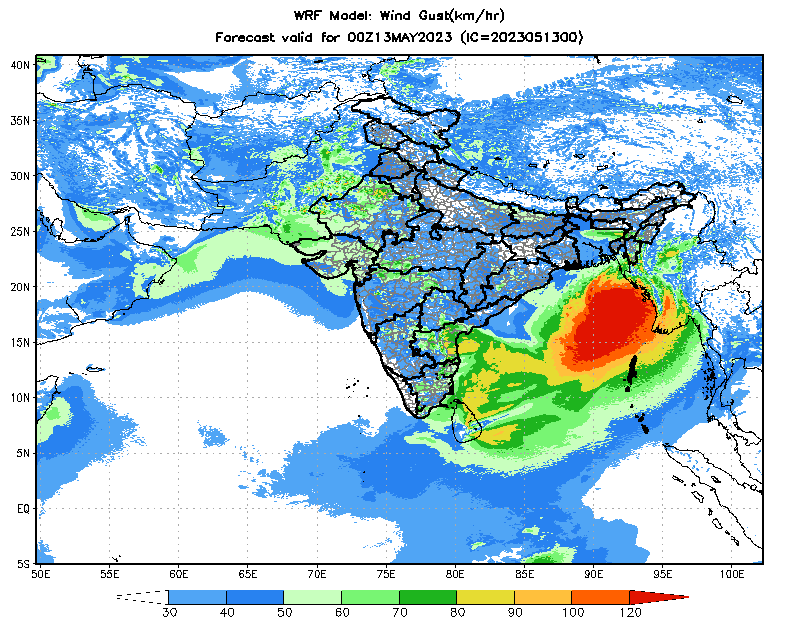 WRF Model: Wind Gust(km/hr)
Forecast valid for 00Z13MAY2023 (IC=2023051300)
40N
35N
30N
25N
20N
15N
10N
5N
EQ
5S
50E 55E 60E 65E 70E 75E 80E 85E 90E 95E 100E
30 40 50 60 70 80 90 100 120